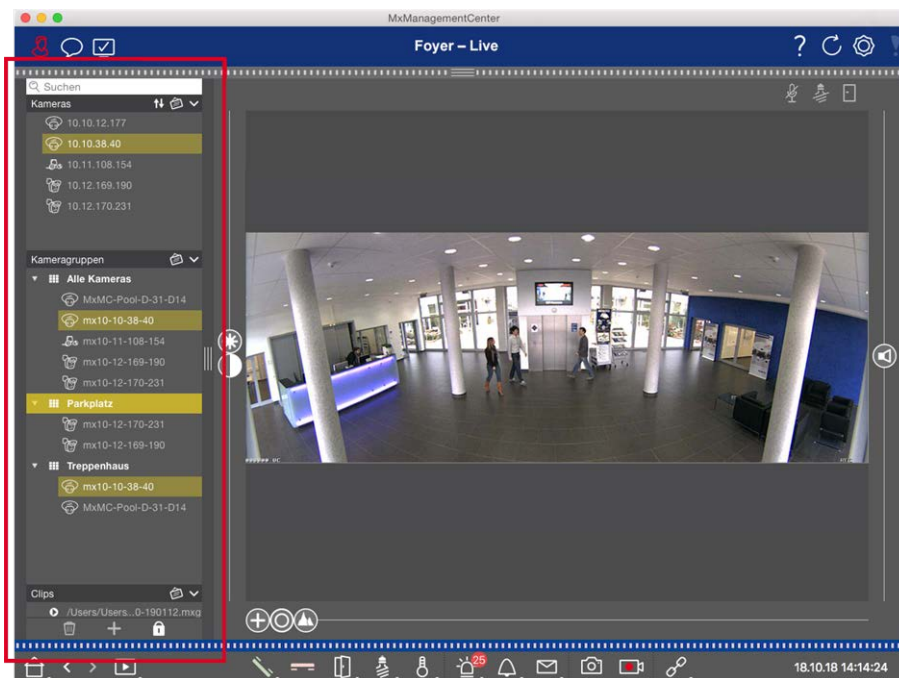 MxManagementCenter
Foyer – Live
Suchen
Kameras
10.10.12.177
10.10.38.40
10.11.108.154
10.12.169.190
10.12.170.231
Kameragruppen
Alle Kameras
MxMC-Pool-D-31-D14
mx10-10-38-40
mx10-11-108-154
mx10-12-169-190
mx10-12-170-231
Parkplatz
mx10-12-170-231
mx10-12-169-190
Treppenhaus
mx10-10-38-40
MxMC-Pool-D-31-D14
Clips
/Users/Users...0-190112.mxg
25
18.10.18 14:14:24